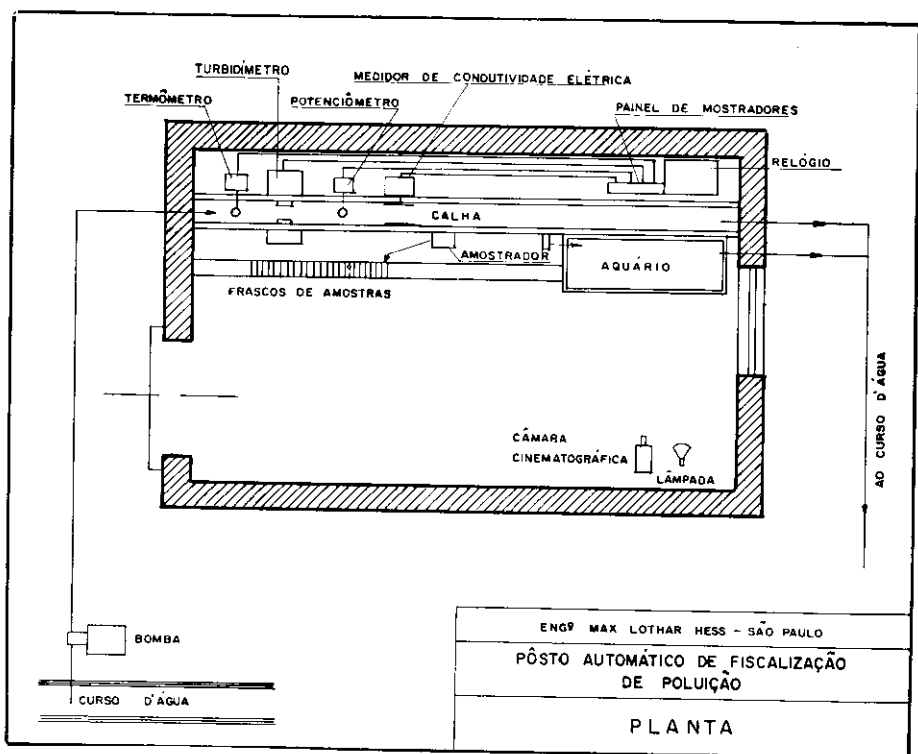 TURBIDÍMETRO
MEDIDOR DE CONDUTIVIDADE ELÉTRICA
TERMÔMETRO
POTENCIÔMETRO
PAINEL DE MOSTRADORES
RELÓGIO
CALHA
AMOSTRADOR
AQUÁRIO
FRASCOS DE AMOSTRAS
CÂMARA
CINEMATOGRÁFICA
LÂMPADA
AO CURSO D'ÁGUA
BOMBA
CURSO D'ÁGUA
ENGº MAX LOTHAR HESS - SÃO PAULO
PÔSTO AUTOMÁTICO DE FISCALIZAÇÃO
DE POLUIÇÃO
PLANTA